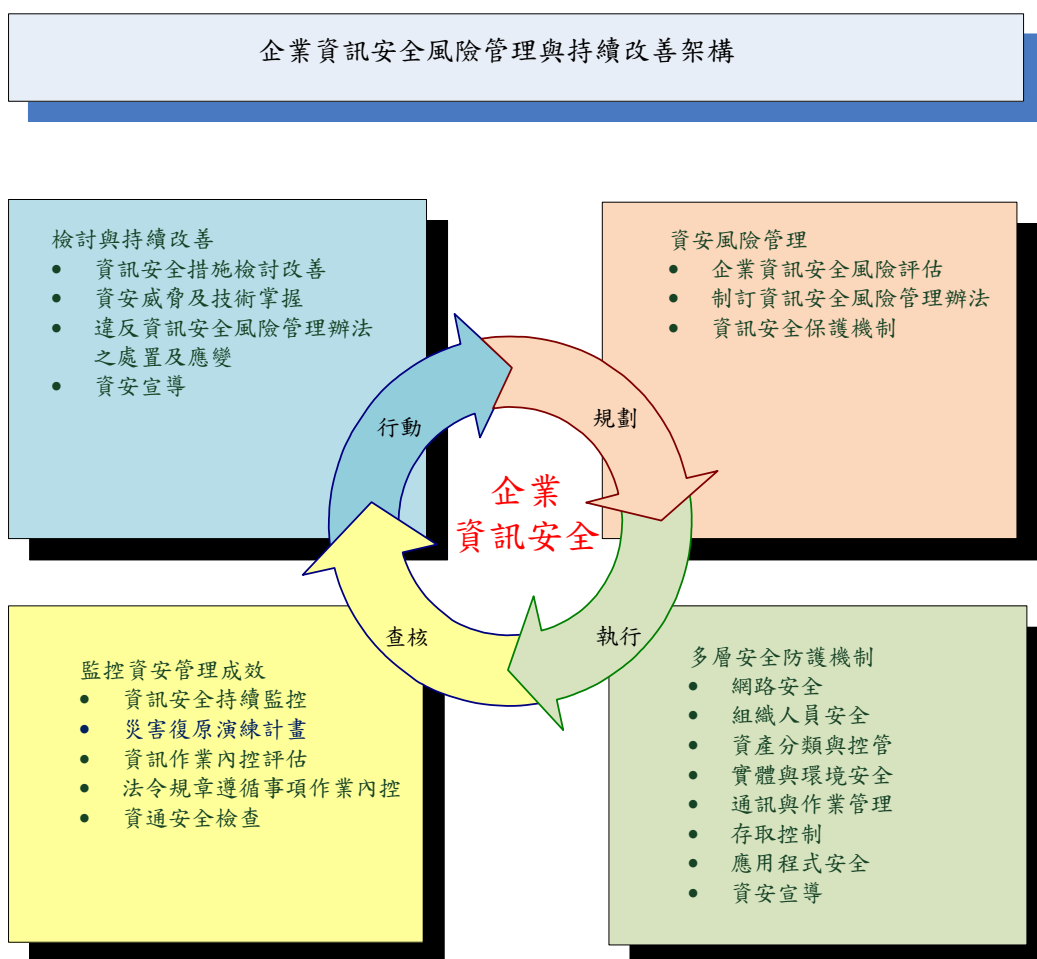 企業資訊安全風險管理與持續改善架構
檢討與持續改善
• 資訊安全措施檢討改善
• 資安威脅及技術掌握
• 違反資訊安全風險管理辦法
之處置及應變
• 資安宣導
資安風險管理
• 企業資訊安全風險評估
• 制訂資訊安全風險管理辦法
• 資訊安全保護機制
行動
規劃
企業
資訊安全
查核
執行
監控資安管理成效
• 資訊安全持續監控
• 災害復原演練計畫
• 資訊作業內控評估
• 法令規章遵循事項作業內控
• 資通安全檢查
多層安全防護機制
• 網路安全
• 組織人員安全
• 資產分類與控管
• 實體與環境安全
• 通訊與作業管理
• 存取控制
• 應用程式安全
• 資安宣導